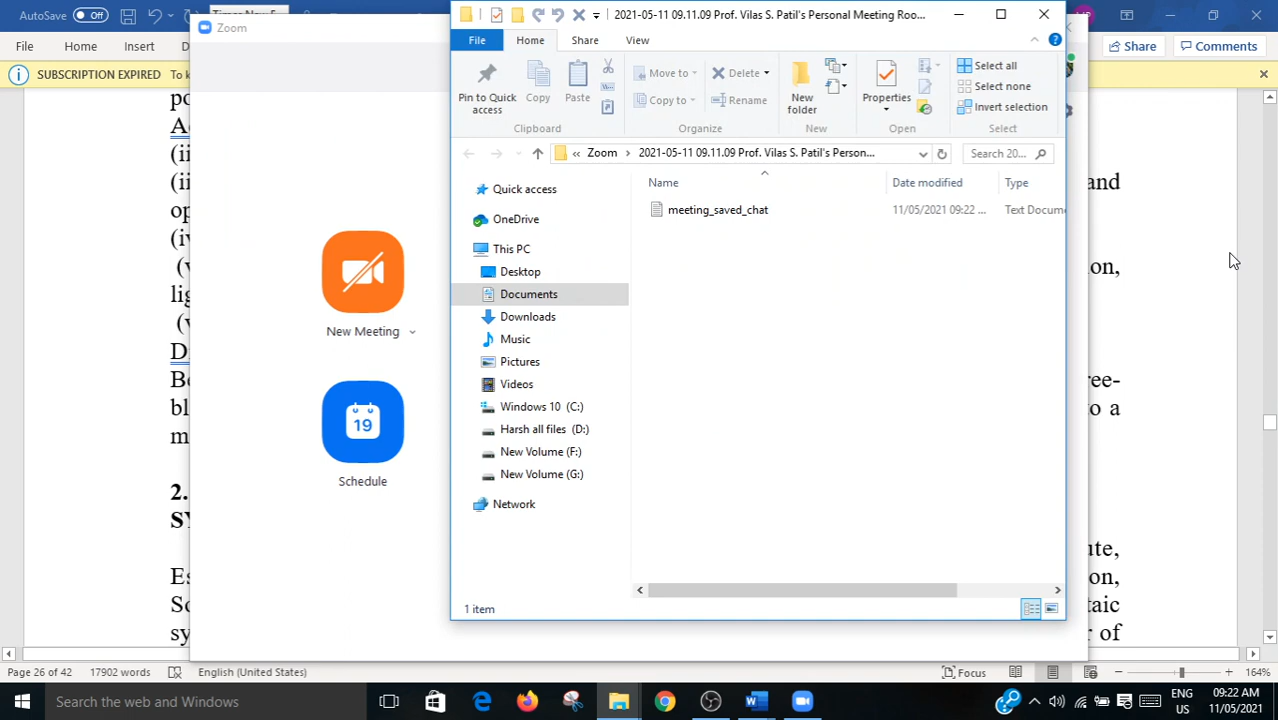 AutoSave Off
File Home Insert
Share Comments
SUBSCRIPTION EXPIRED To k
Zoom
New Meeting
19
Schedule
2021-05-11 09.11.09 Prof. Vilas S. Patil's Personal Meeting Roo...
File Home Share View
Pin to Quick access
Copy
Paste
Clipboard
Move to
Copy to
Delete
Rename
Organize
New folder
New
Properties
Open
Select all
Select none
Invert selection
Select
« Zoom › 2021-05-11 09.11.09 Prof. Vilas S. Patil's Person...
Search 20...
Name Date modified Type
meeting_saved_chat 11/05/2021 09:22 ... Text Docume
Quick access
OneDrive
This PC
Desktop
Documents
Downloads
Music
Pictures
Videos
Windows 10 (C:)
Harsh all files (D:)
New Volume (F:)
New Volume (G:)
Network
1 item
and
on,
ree-
o a
2.
ute,
on,
taic
of
Page 26 of 42 17902 words English (United States) Focus 164%
Search the web and Windows
ENG
US
09:22 AM
11/05/2021